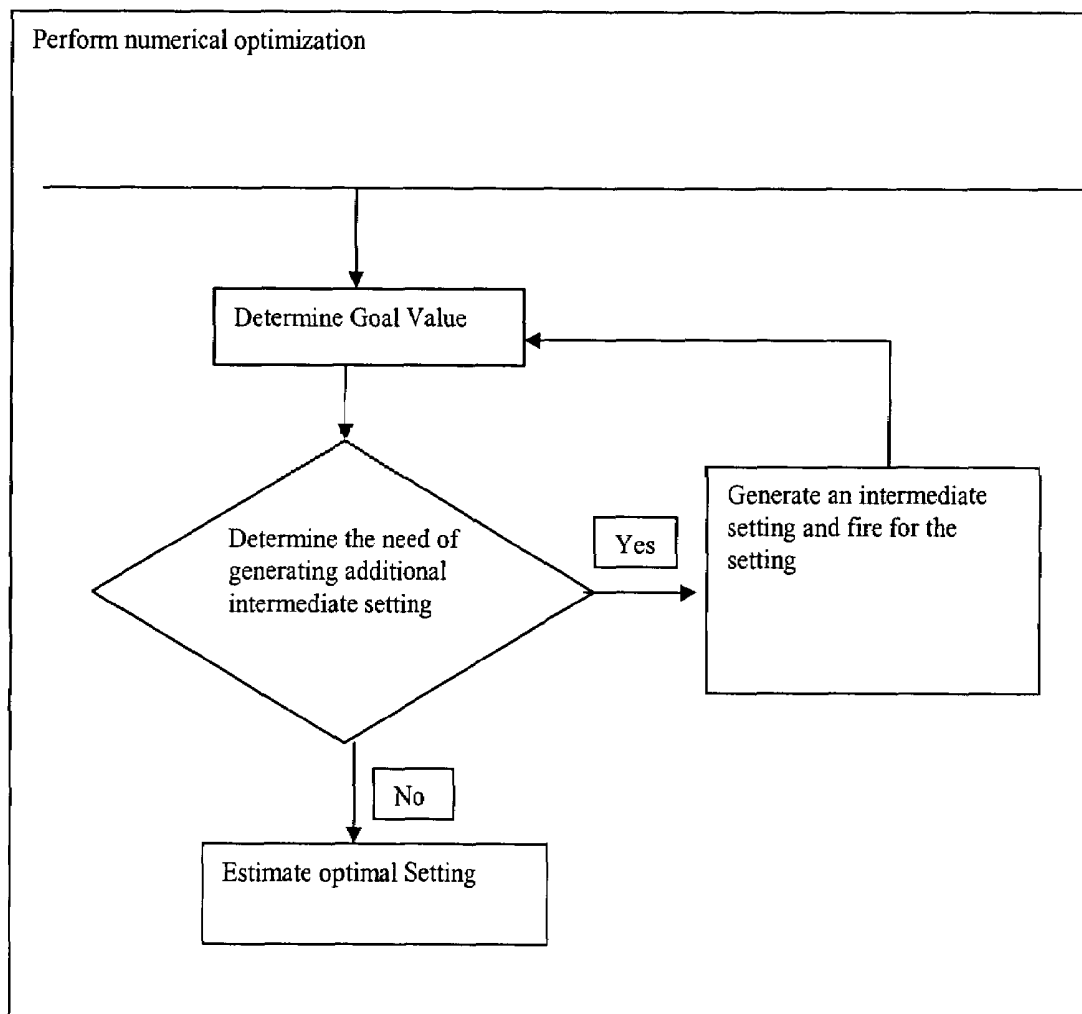 Perform numerical optimization
Determine Goal Value
Determine the need of
generating additional
intermediate setting
Yes
Generate an intermediate
setting and fire for the
setting
No
Estimate optimal Setting